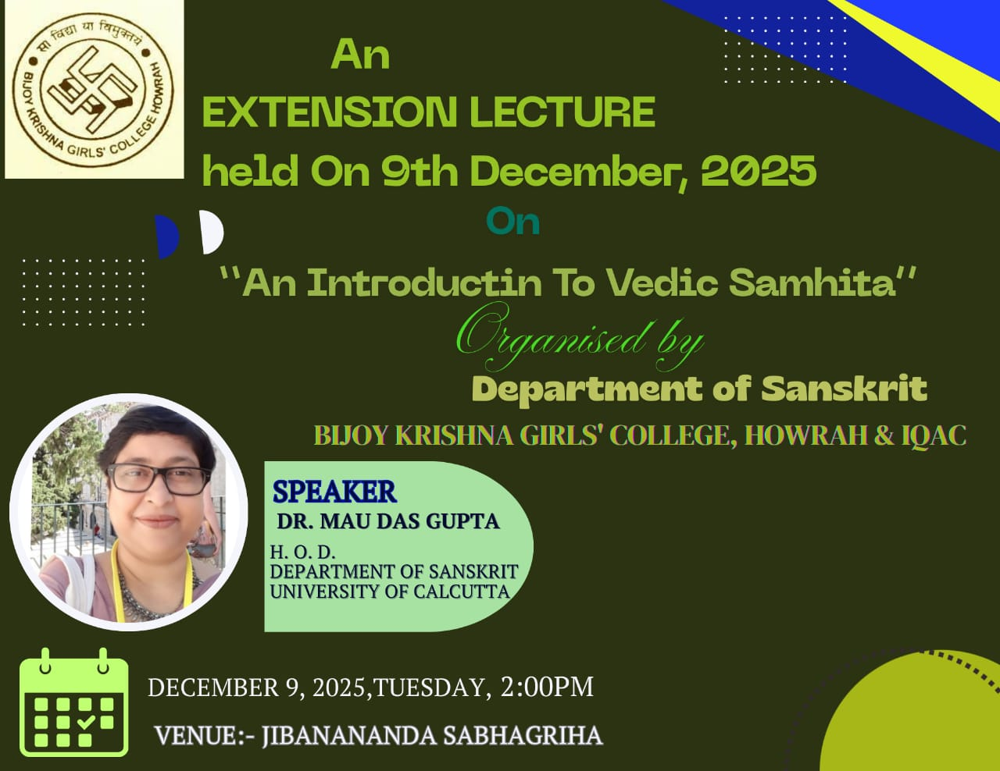 सा विद्या या विमुक्तये
BIJOY KRISHNA GIRLS' COLLEGE HOWRAH
An
EXTENSION LECTURE
held On 9th December, 2025
On
"An Introductin To Vedic Samhita"
Organised by
Department of Sanskrit
BIJOY KRISHNA GIRLS' COLLEGE, HOWRAH & IQAC
SPEAKER
DR. MAU DAS GUPTA
H. O. D.
DEPARTMENT OF SANSKRIT
UNIVERSITY OF CALCUTTA
DECEMBER 9, 2025,TUESDAY, 2:00PM
VENUE:- JIBANANANDA SABHAGRIHA